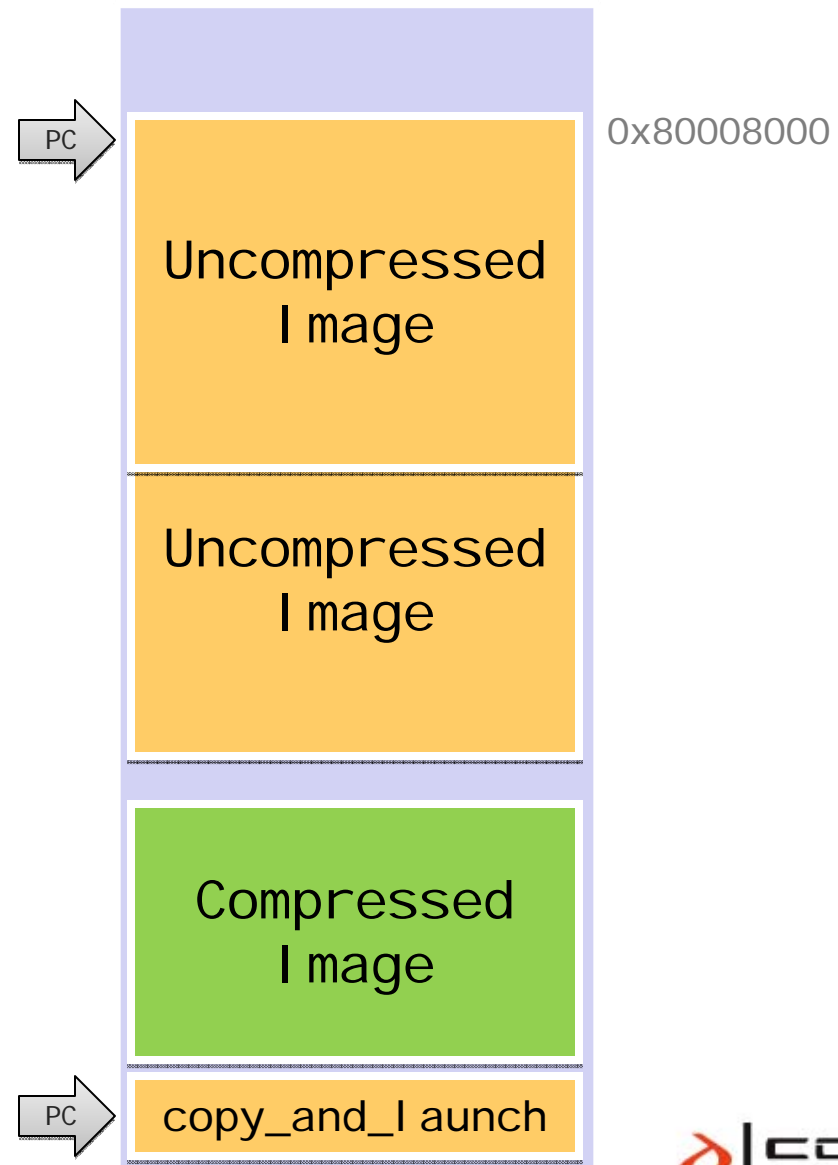 PC
0x80008000
Uncompressed
Image
Uncompressed
Image
Compressed
Image
PC
copy_and_launch